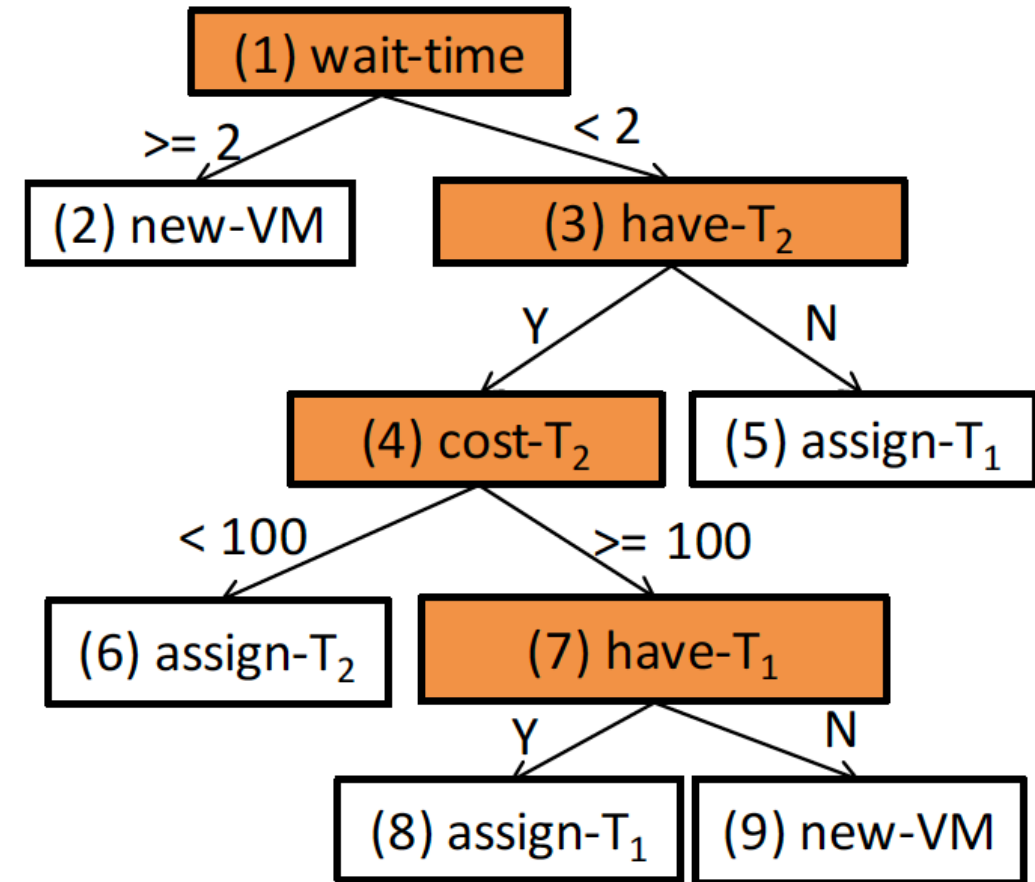 (1) wait-time
>= 2
< 2
(2) new-VM
(3) have-T₂
Y
N
(4) cost-T₂
(5) assign-T₁
< 100
>= 100
(6) assign-T₂
(7) have-T₁
Y
N
(8) assign-T₁
(9) new-VM